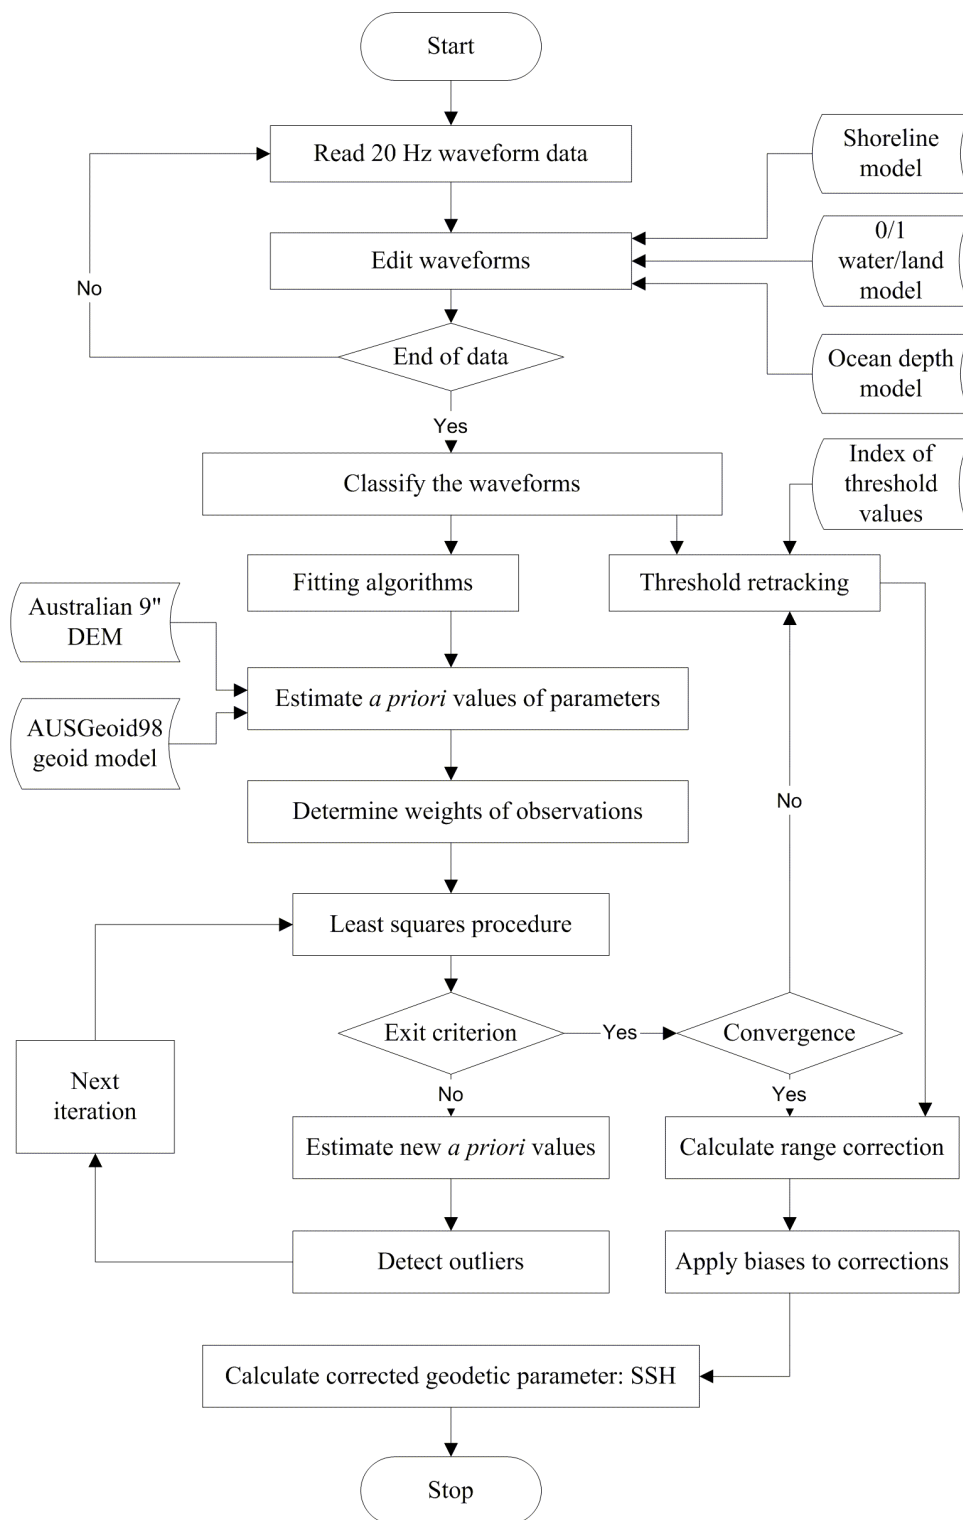 Start
Read 20 Hz waveform data
Shoreline
model
Edit waveforms
0/1
water/land
model
No
End of data
Ocean depth
model
Yes
Classify the waveforms
Index of
threshold
values
Fitting algorithms
Threshold retracking
Australian 9"
DEM
Estimate a priori values of parameters
AUSGeoid98
geoid model
Determine weights of observations
No
Least squares procedure
Exit criterion
Yes
Convergence
Next
iteration
No
Yes
Estimate new a priori values
Calculate range correction
Detect outliers
Apply biases to corrections
Calculate corrected geodetic parameter: SSH
Stop